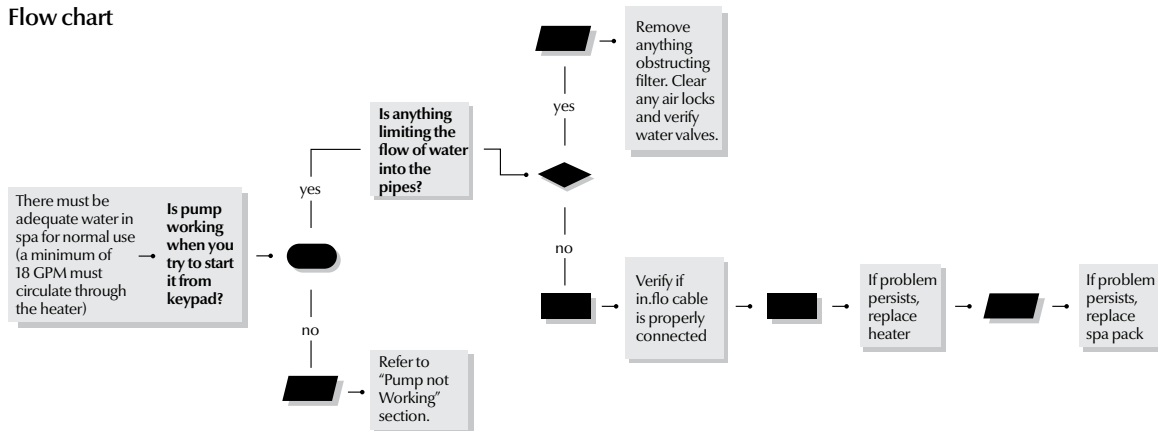 Flow chart
There must be
adequate water in
spa for normal use
(a minimum of
18 GPM must
circulate through
the heater)
Is pump
working
when you
try to start
it from
keypad?
yes
no
Refer to
“Pump not
Working”
section.
Is anything
limiting the
flow of water
into the
pipes?
yes
Remove
anything
obstructing
filter. Clear
any air locks
and verify
water valves.
no
Verify if
in.flo cable
is properly
connected
If problem
persists,
replace
heater
If problem
persists,
replace
spa pack